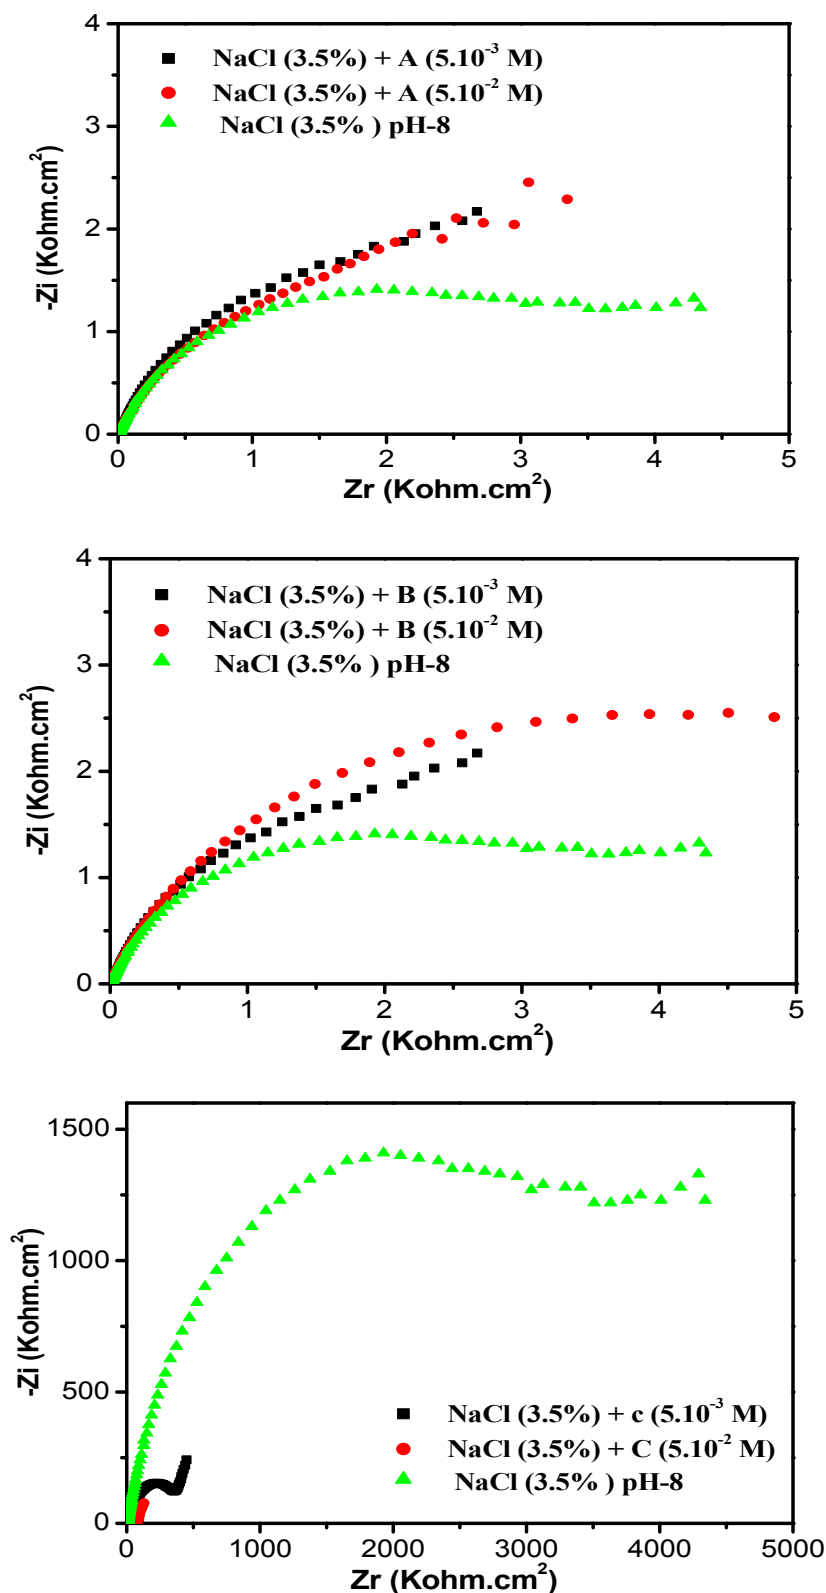 4
NaCl (3.5%) + A (5.10⁻³ M)
NaCl (3.5%) + A (5.10⁻² M)
NaCl (3.5% ) pH-8
3
2
1
0
-Zi (Kohm.cm²)
0 1 2 3 4 5
Zr (Kohm.cm²)
4
NaCl (3.5%) + B (5.10⁻³ M)
NaCl (3.5%) + B (5.10⁻² M)
NaCl (3.5% ) pH-8
3
2
1
0
-Zi (Kohm.cm²)
0 1 2 3 4 5
Zr (Kohm.cm²)
1500
1000
500
0
-Zi (Kohm.cm²)
NaCl (3.5%) + c (5.10⁻³ M)
NaCl (3.5%) + C (5.10⁻² M)
NaCl (3.5% ) pH-8
0 1000 2000 3000 4000 5000
Zr (Kohm.cm²)